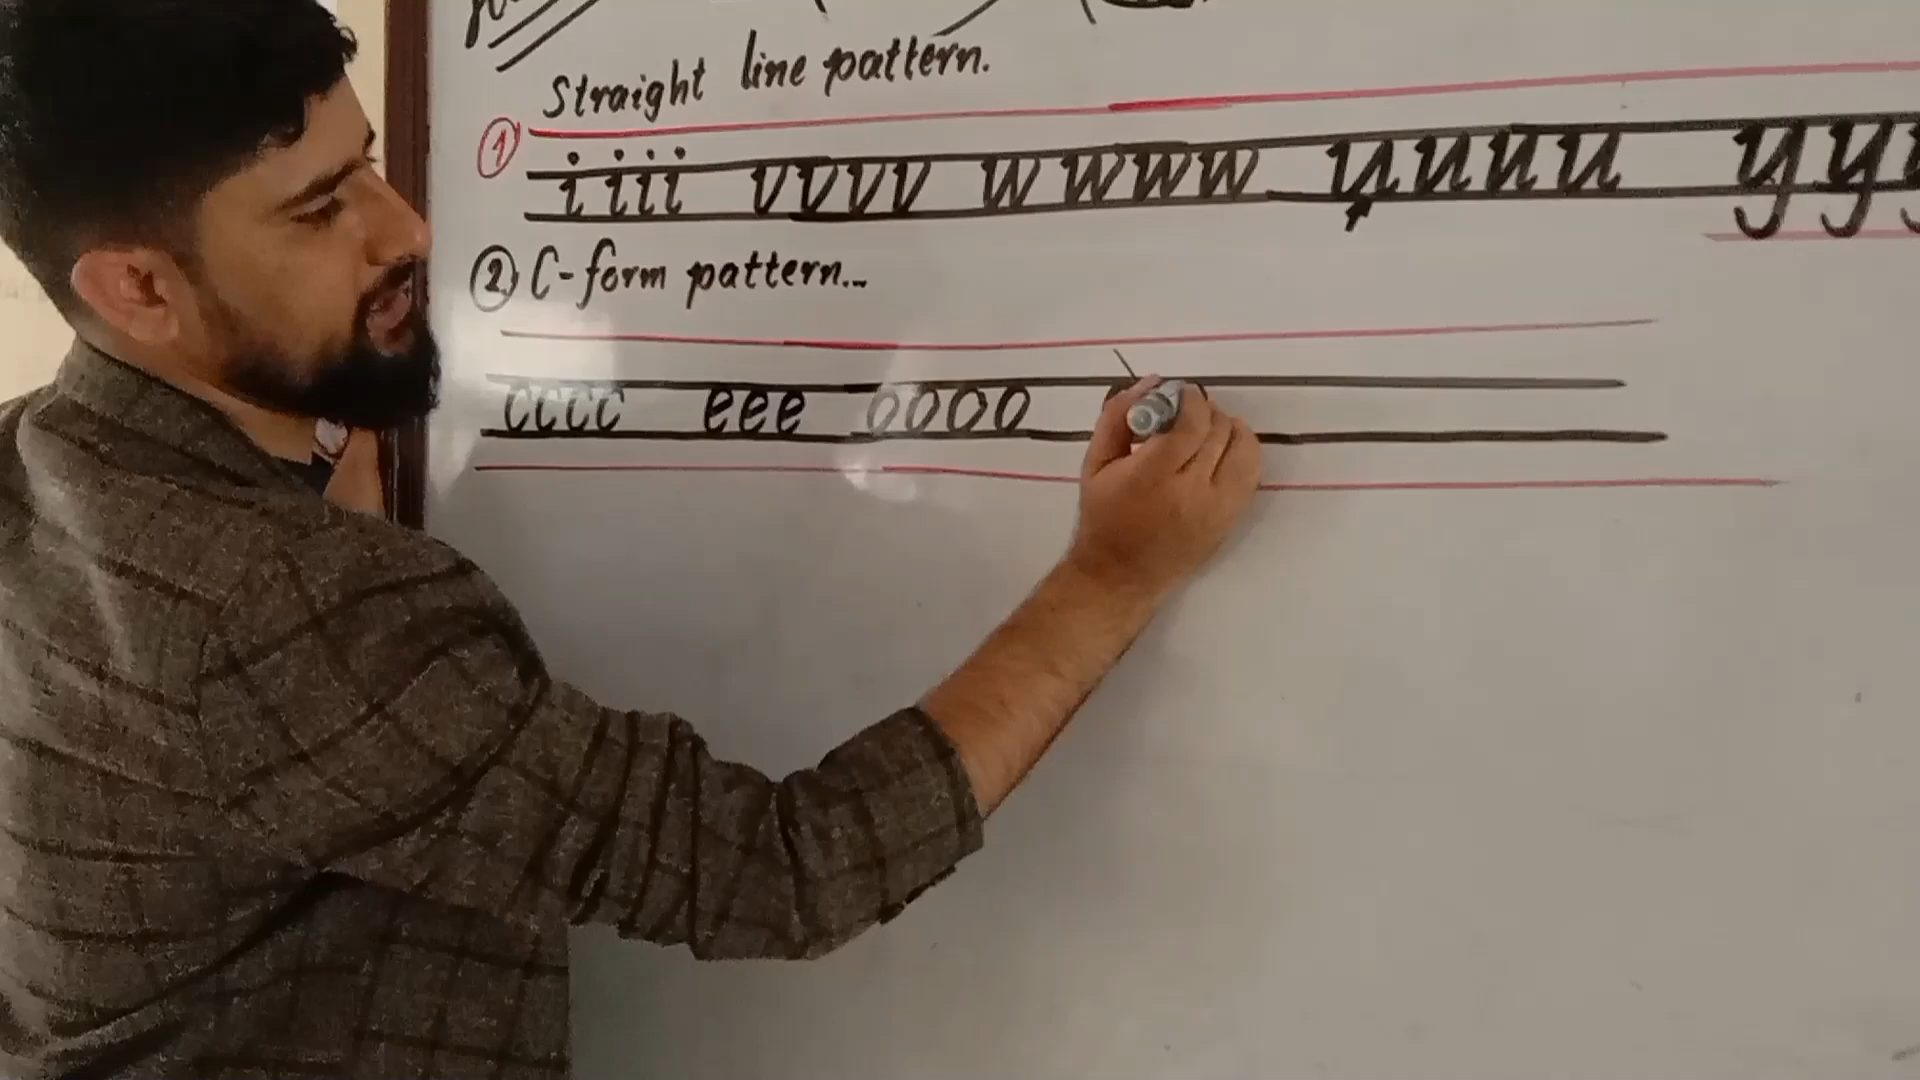 Straight line pattern.
1 i i i i v v v v w w w w u u u u y y
2 C-form pattern...
c c c c e e e o o o o